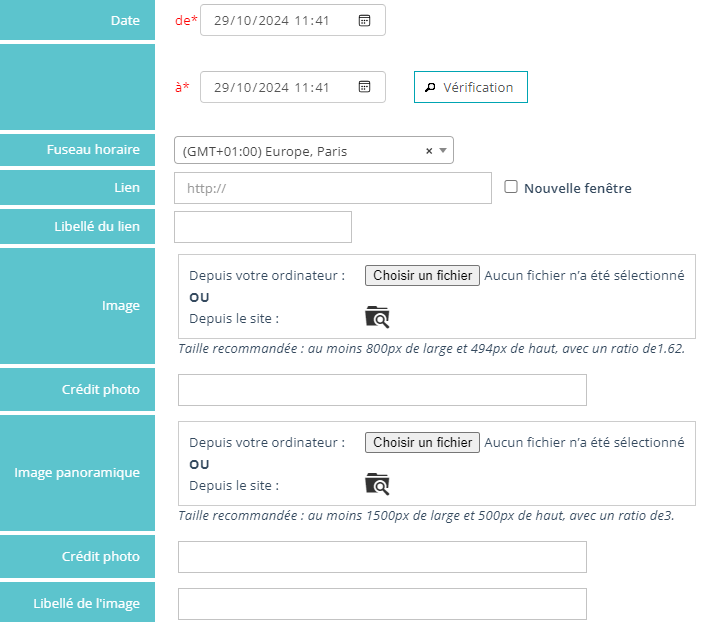 Date
de* 29/10/2024 11:41
à* 29/10/2024 11:41 Vérification
Fuseau horaire (GMT+01:00) Europe, Paris × 
Lien http:// Nouvelle fenêtre
Libellé du lien
Image
Depuis votre ordinateur : Choisir un fichier Aucun fichier n'a été sélectionné
OU
Depuis le site :
Taille recommandée : au moins 800px de large et 494px de haut, avec un ratio de1.62.
Crédit photo
Image panoramique
Depuis votre ordinateur : Choisir un fichier Aucun fichier n'a été sélectionné
OU
Depuis le site :
Taille recommandée : au moins 1500px de large et 500px de haut, avec un ratio de3.
Crédit photo
Libellé de l'image